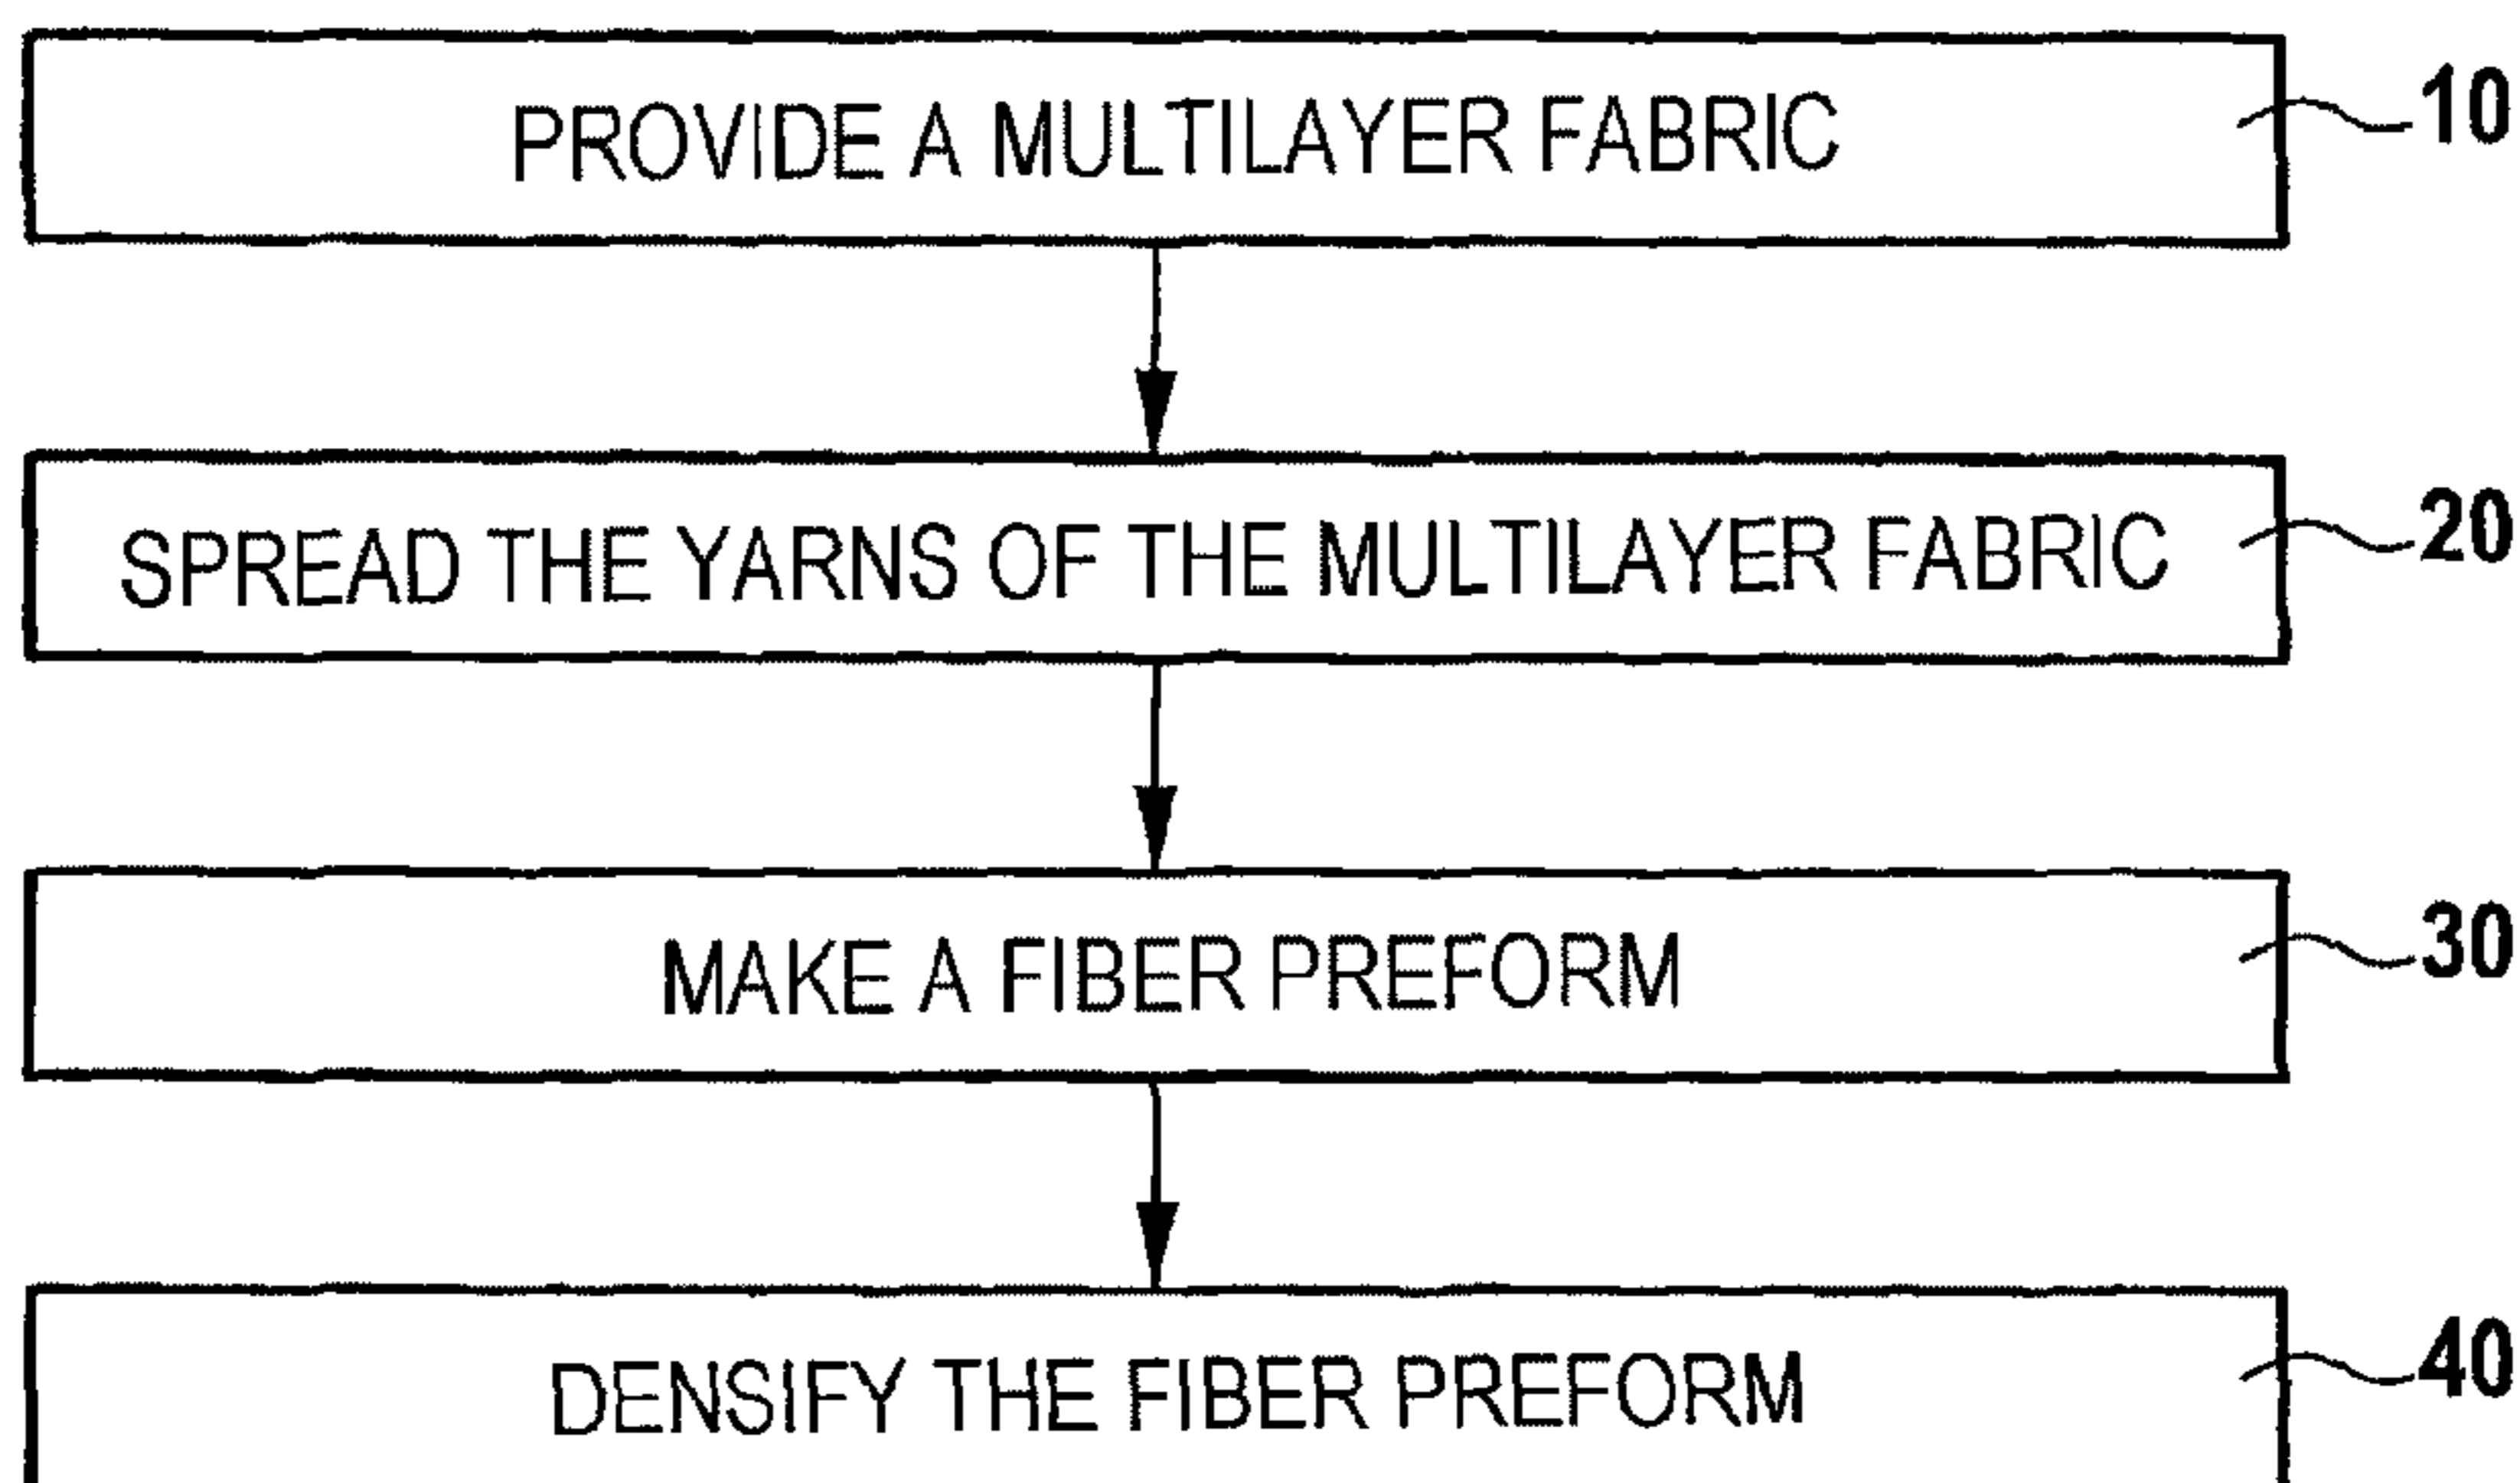 PROVIDE A MULTILAYER FABRIC 10
SPREAD THE YARNS OF THE MULTILAYER FABRIC 20
MAKE A FIBER PREFORM 30
DENSIFY THE FIBER PREFORM 40